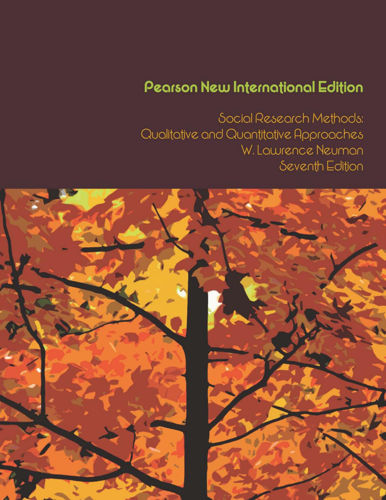 Pearson New International Edition
Social Research Methods:
Qualitative and Quantitative Approaches
W. Lawrence Neuman
Seventh Edition